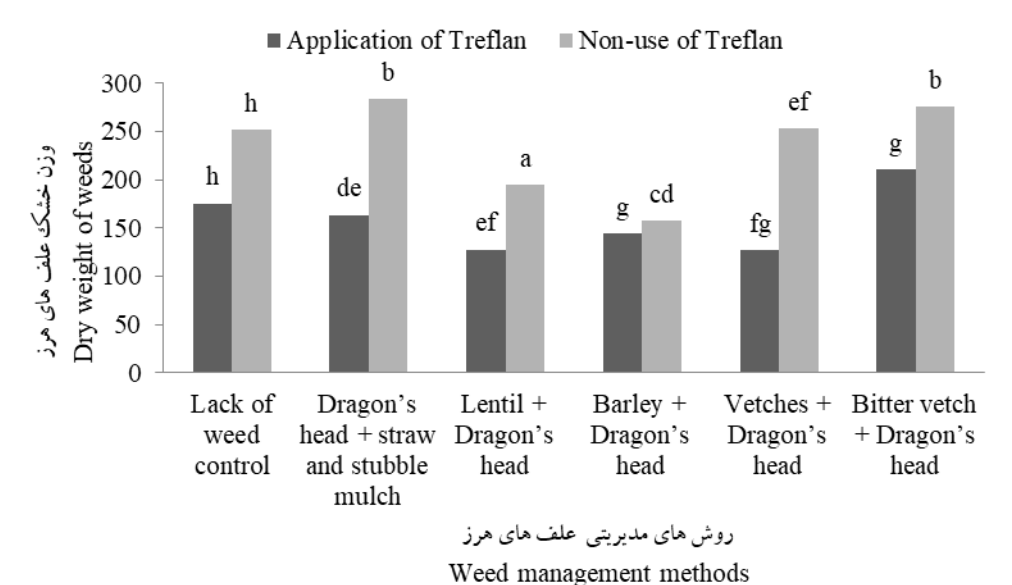 Application of Treflan Non-use of Treflan
300
250
200
150
100
50
0
وزن خشک علف های هرز
Dry weight of weeds
h
h
de
b
ef
a
g
cd
fg
ef
g
b
Lack of
weed
control
Dragon's
head + straw
and stubble
mulch
Lentil +
Dragon's
head
Barley +
Dragon's
head
Vetches +
Dragon's
head
Bitter vetch
+ Dragon's
head
روش های مدیریتی علف های هرز
Weed management methods